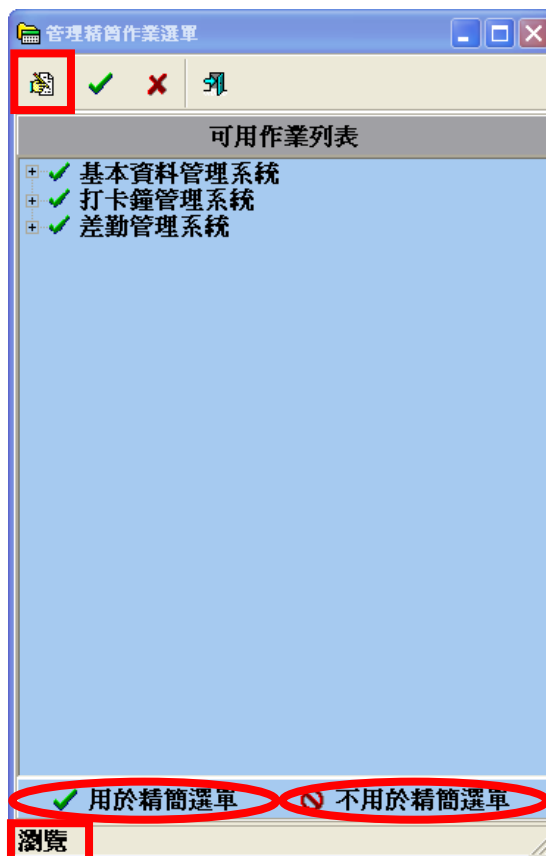 管理精簡作業選單
可用作業列表
基本資料管理系統
打卡鐘管理系統
差勤管理系統
用於精簡選單 不用於精簡選單
瀏覽